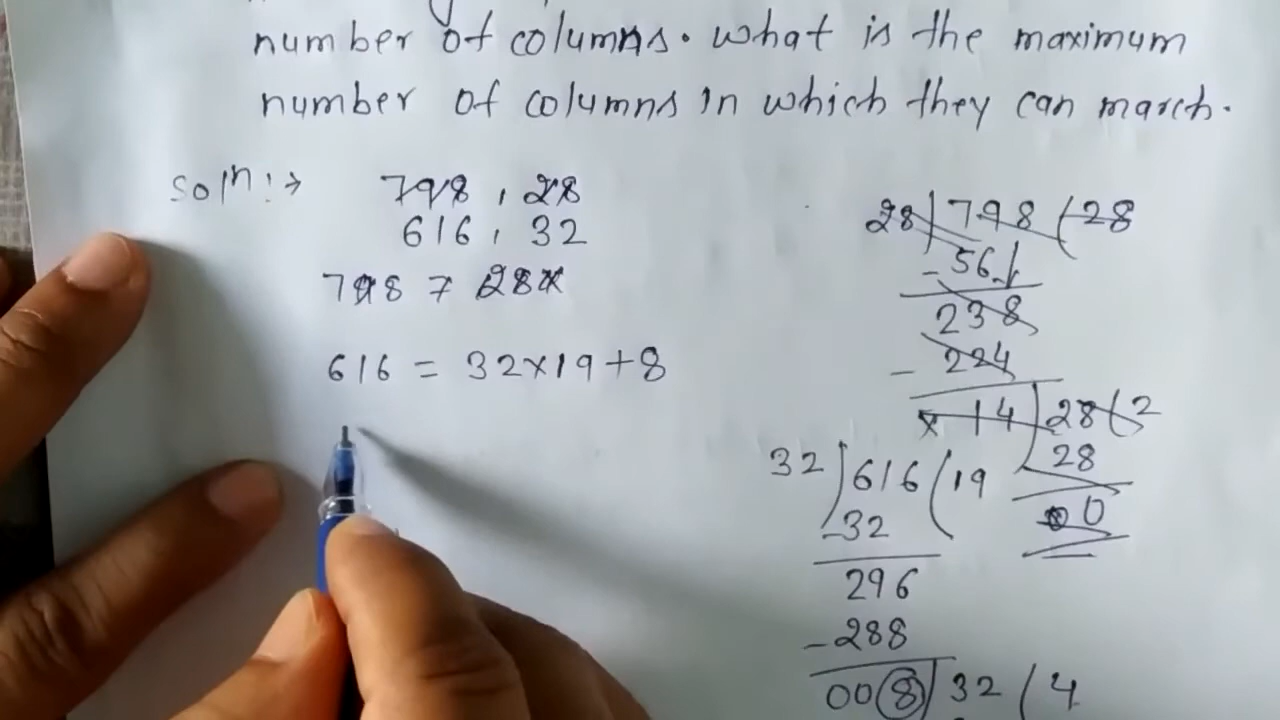 number of columns. what is the maximum
number of columns in which they can march.
Soln:→ 798, 28
616, 32
798 = 28×
616 = 32×19+8
28)798(28
-56↓
238
-224
× 14)28(2
28
0
32)616(19
-32
296
-288
008)32(4